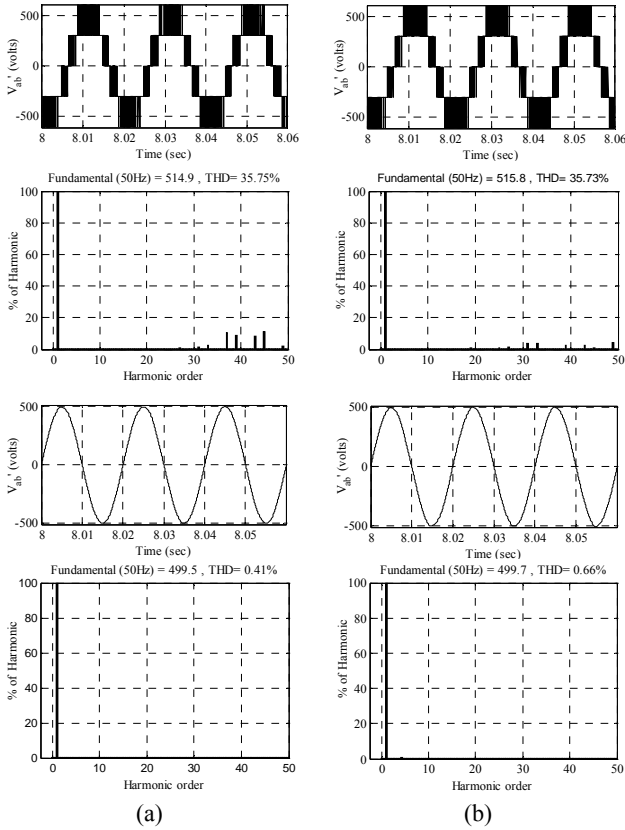 500
0
-500
V_ab' (volts)
8 8.01 8.02 8.03 8.04 8.05 8.06
Time (sec)
Fundamental (50Hz) = 514.9 , THD= 35.75%
100
80
60
40
20
0
% of Harmonic
0 10 20 30 40 50
Harmonic order
500
0
-500
V_ab' (volts)
8 8.01 8.02 8.03 8.04 8.05
Time (sec)
Fundamental (50Hz) = 499.5 , THD= 0.41%
100
80
60
40
20
0
% of Harmonic
0 10 20 30 40 50
Harmonic order
(a)
500
0
-500
V_ab' (volts)
8 8.01 8.02 8.03 8.04 8.05 8.06
Time (sec)
Fundamental (50Hz) = 515.8 , THD= 35.73%
100
80
60
40
20
0
% of Harmonic
0 10 20 30 40 50
Harmonic order
500
0
-500
V_ab' (volts)
8 8.01 8.02 8.03 8.04 8.05
Time (sec)
Fundamental (50Hz) = 499.7 , THD= 0.66%
100
80
60
40
20
0
% of Harmonic
0 10 20 30 40 50
Harmonic order
(b)